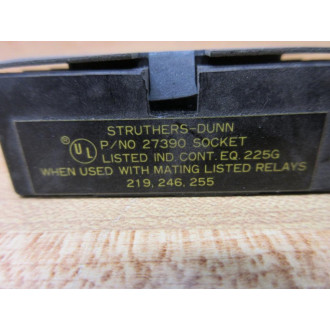 STRUTHERS-DUNN
UL ® P/NO 27390 SOCKET
LISTED IND. CONT. EQ. 225G
WHEN USED WITH MATING LISTED RELAYS
219, 246, 255